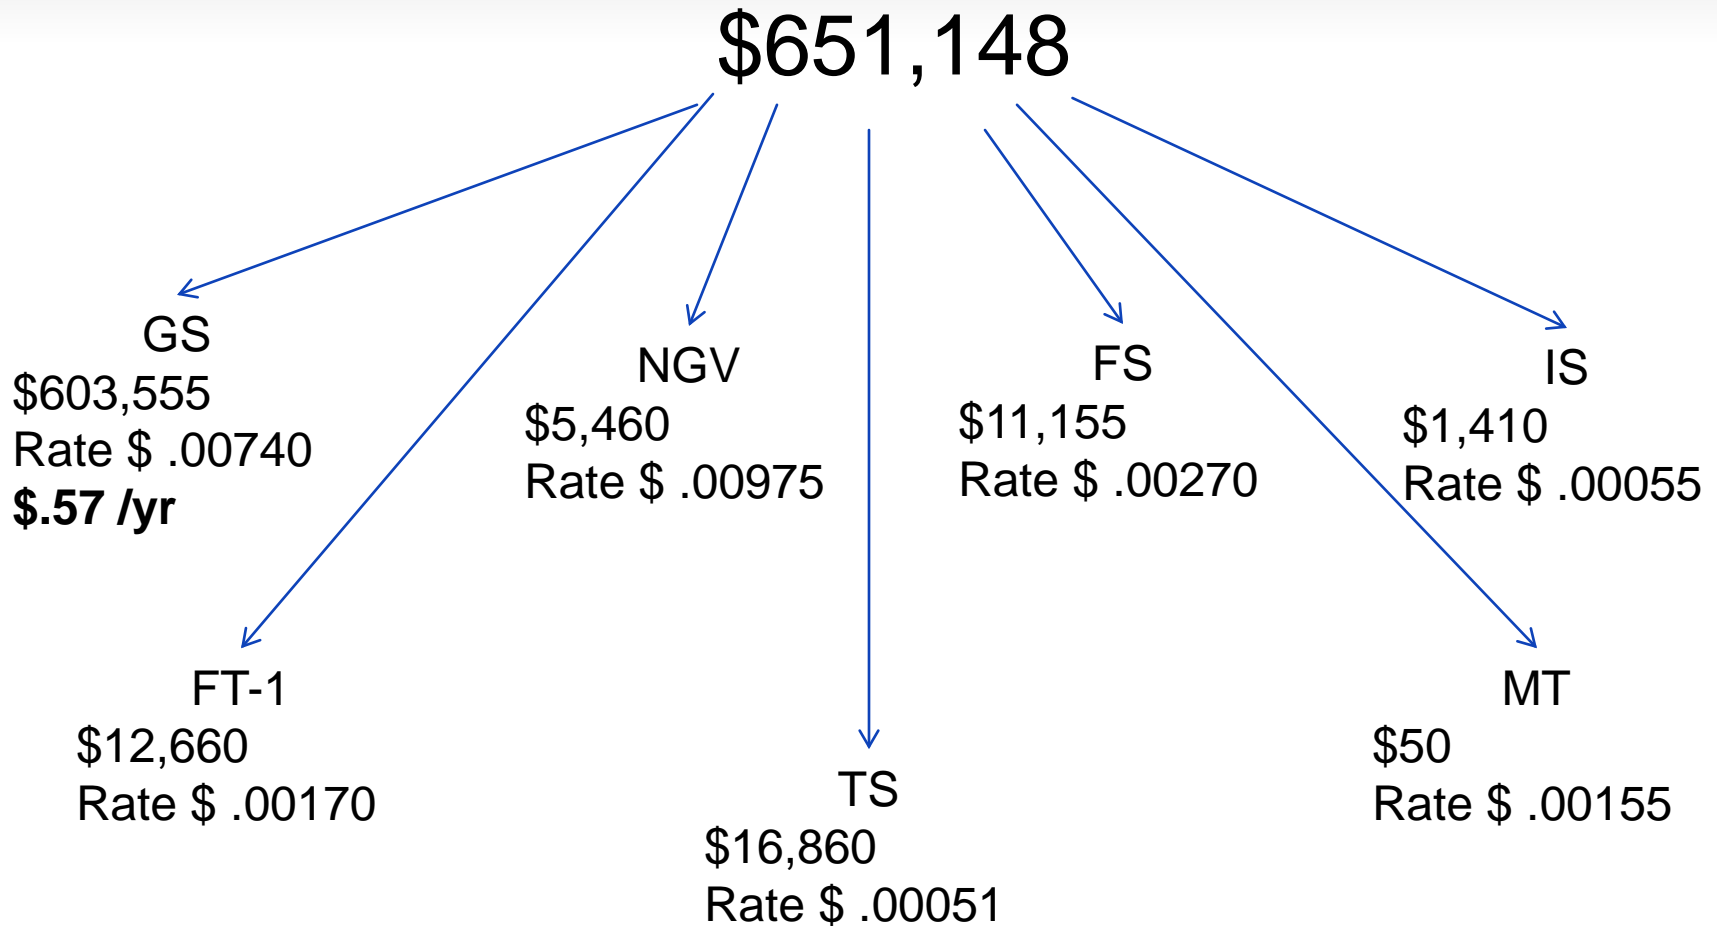 $651,148
GS
$603,555
Rate $ .00740
$.57 /yr
NGV
$5,460
Rate $ .00975
FS
$11,155
Rate $ .00270
IS
$1,410
Rate $ .00055
FT-1
$12,660
Rate $ .00170
TS
$16,860
Rate $ .00051
MT
$50
Rate $ .00155